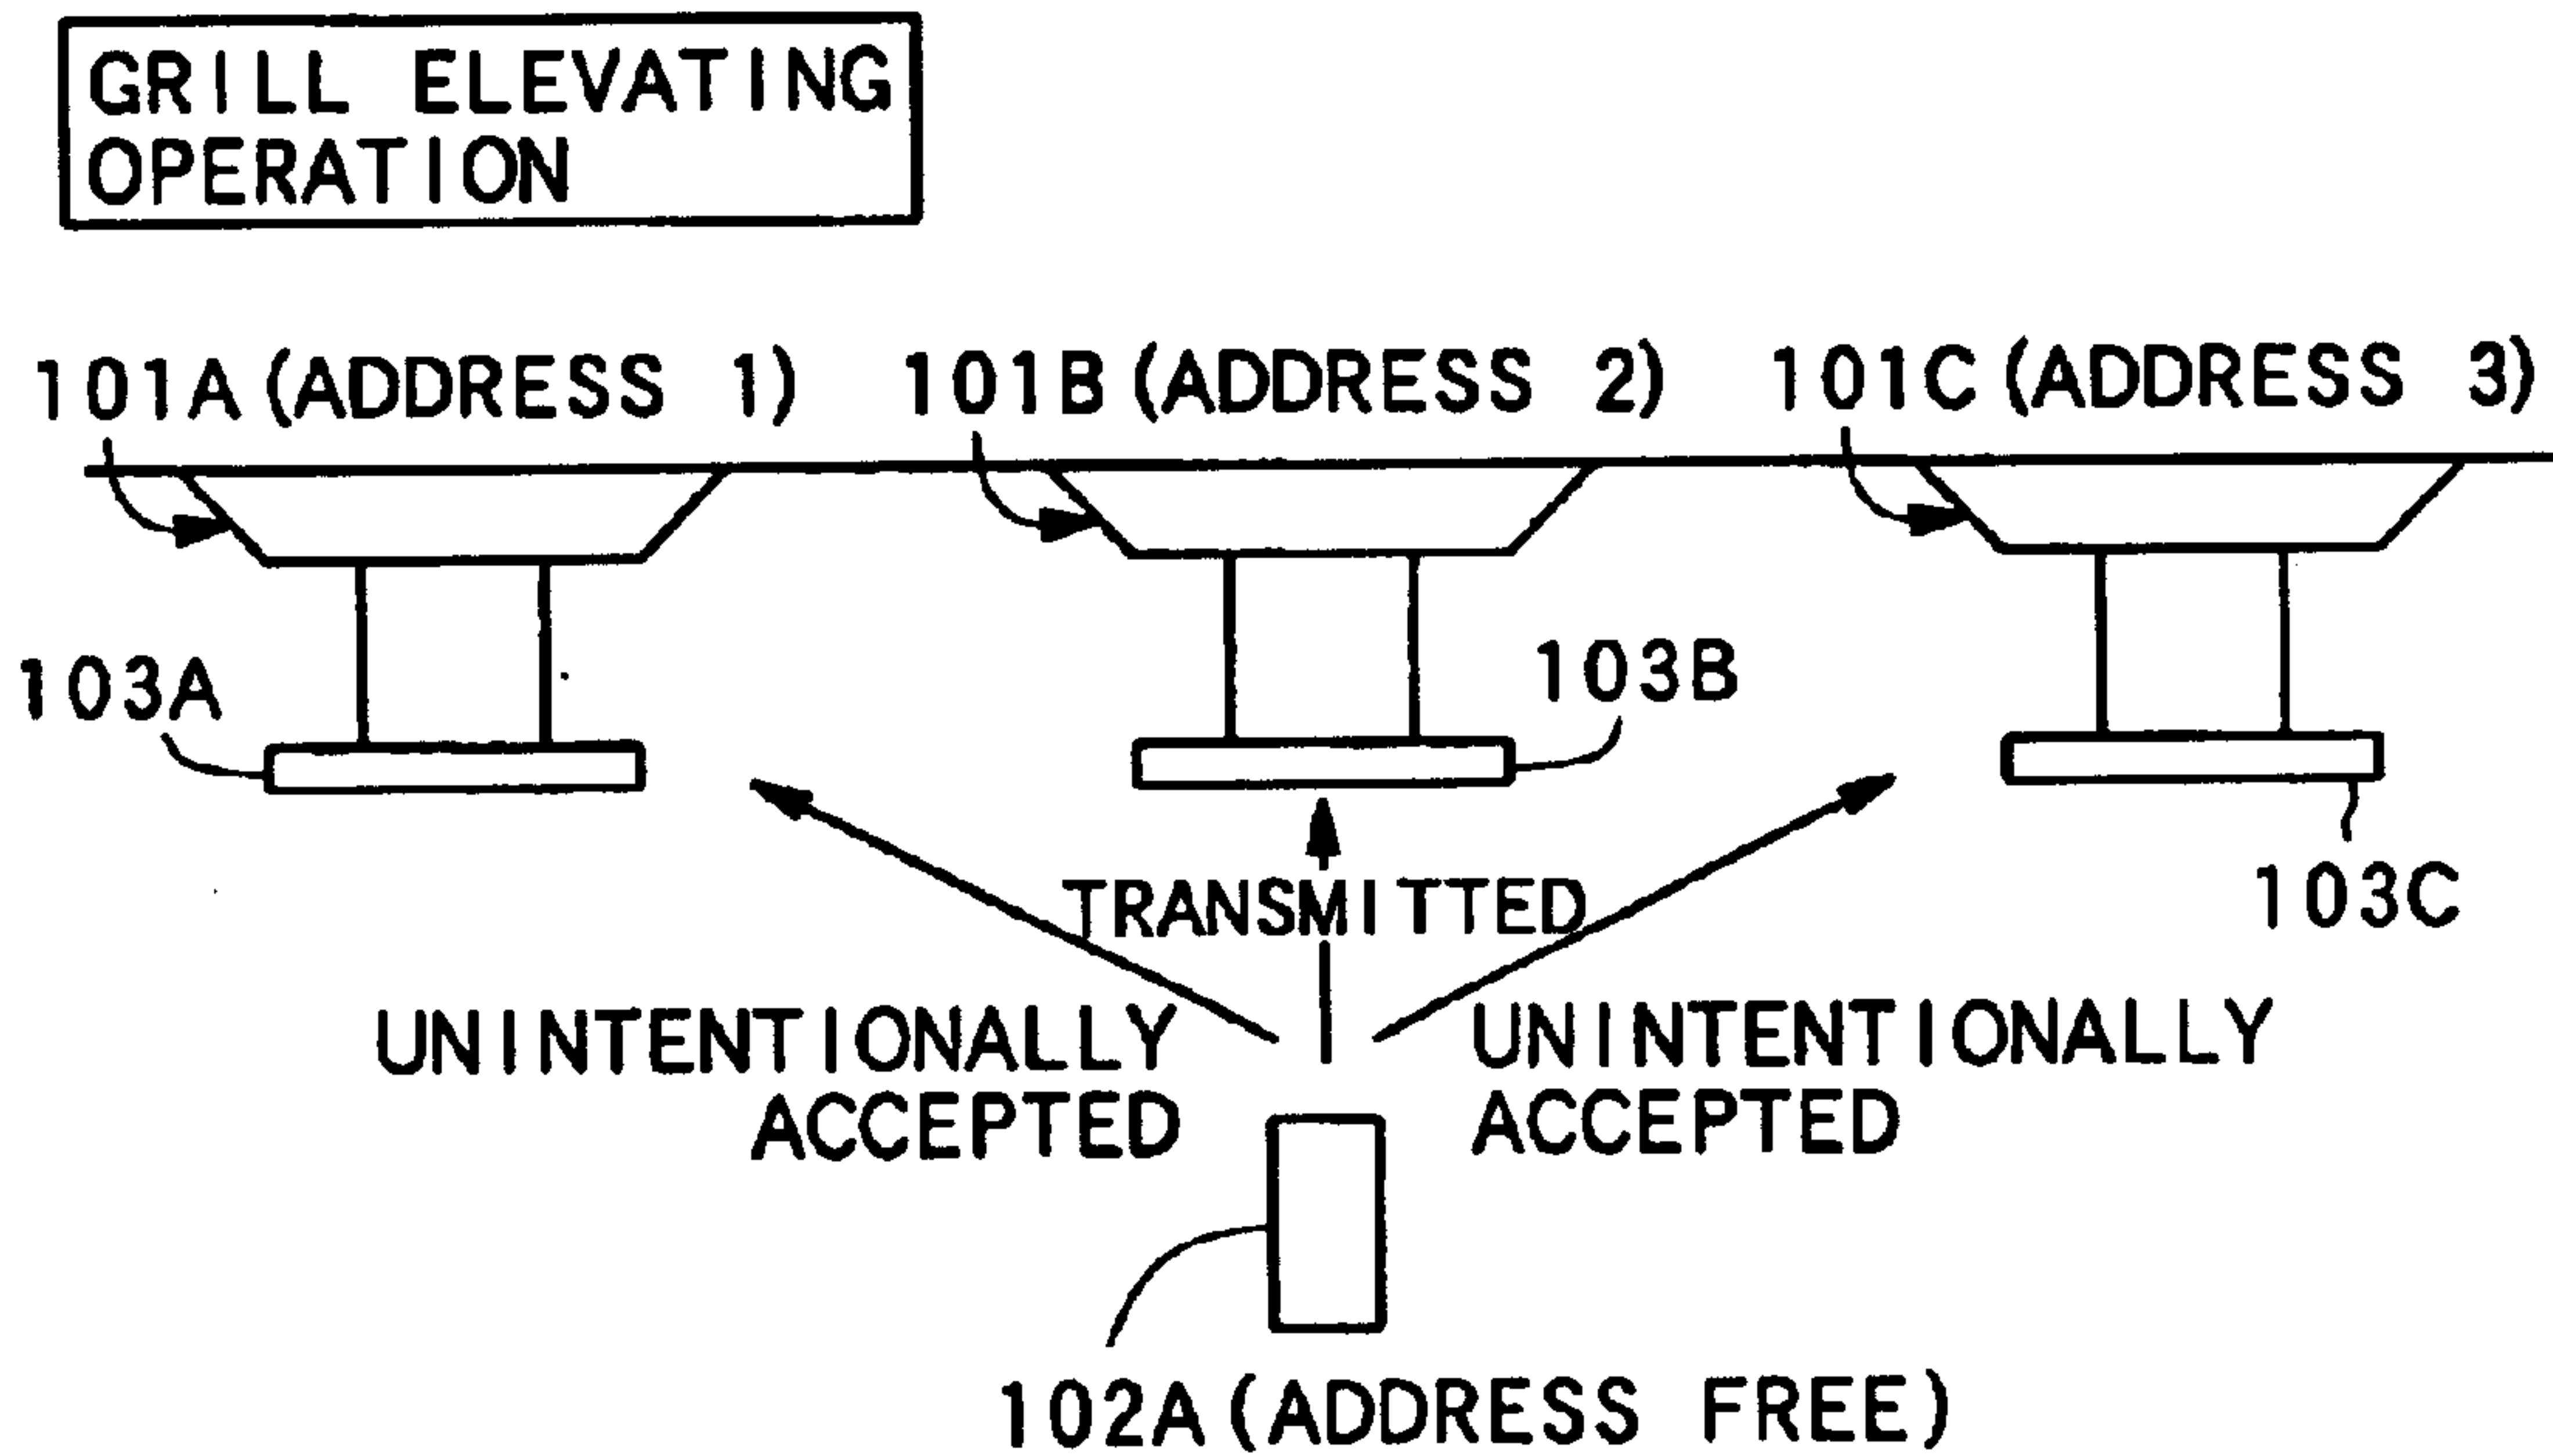 GRILL ELEVATING
OPERATION
101A (ADDRESS 1)
101B (ADDRESS 2)
101C (ADDRESS 3)
103A
103B
103C
TRANSMITTED
UNINTENTIONALLY
ACCEPTED
UNINTENTIONALLY
ACCEPTED
102A (ADDRESS FREE)